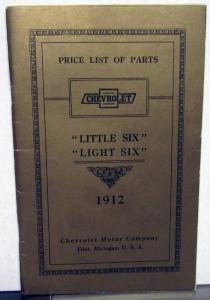 PRICE LIST OF PARTS
CHEVROLET
"LITTLE SIX"
"LIGHT SIX"
1912
Chevrolet Motor Company
Flint, Michigan, U. S. A.